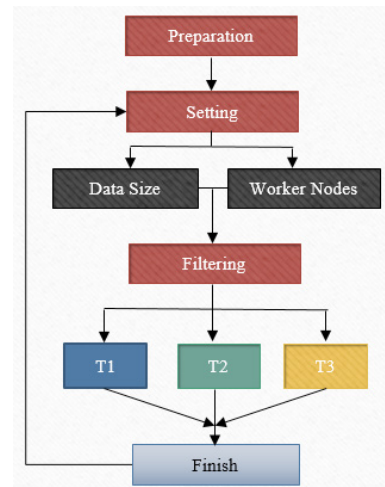 Preparation
Setting
Data Size
Worker Nodes
Filtering
T1
T2
T3
Finish